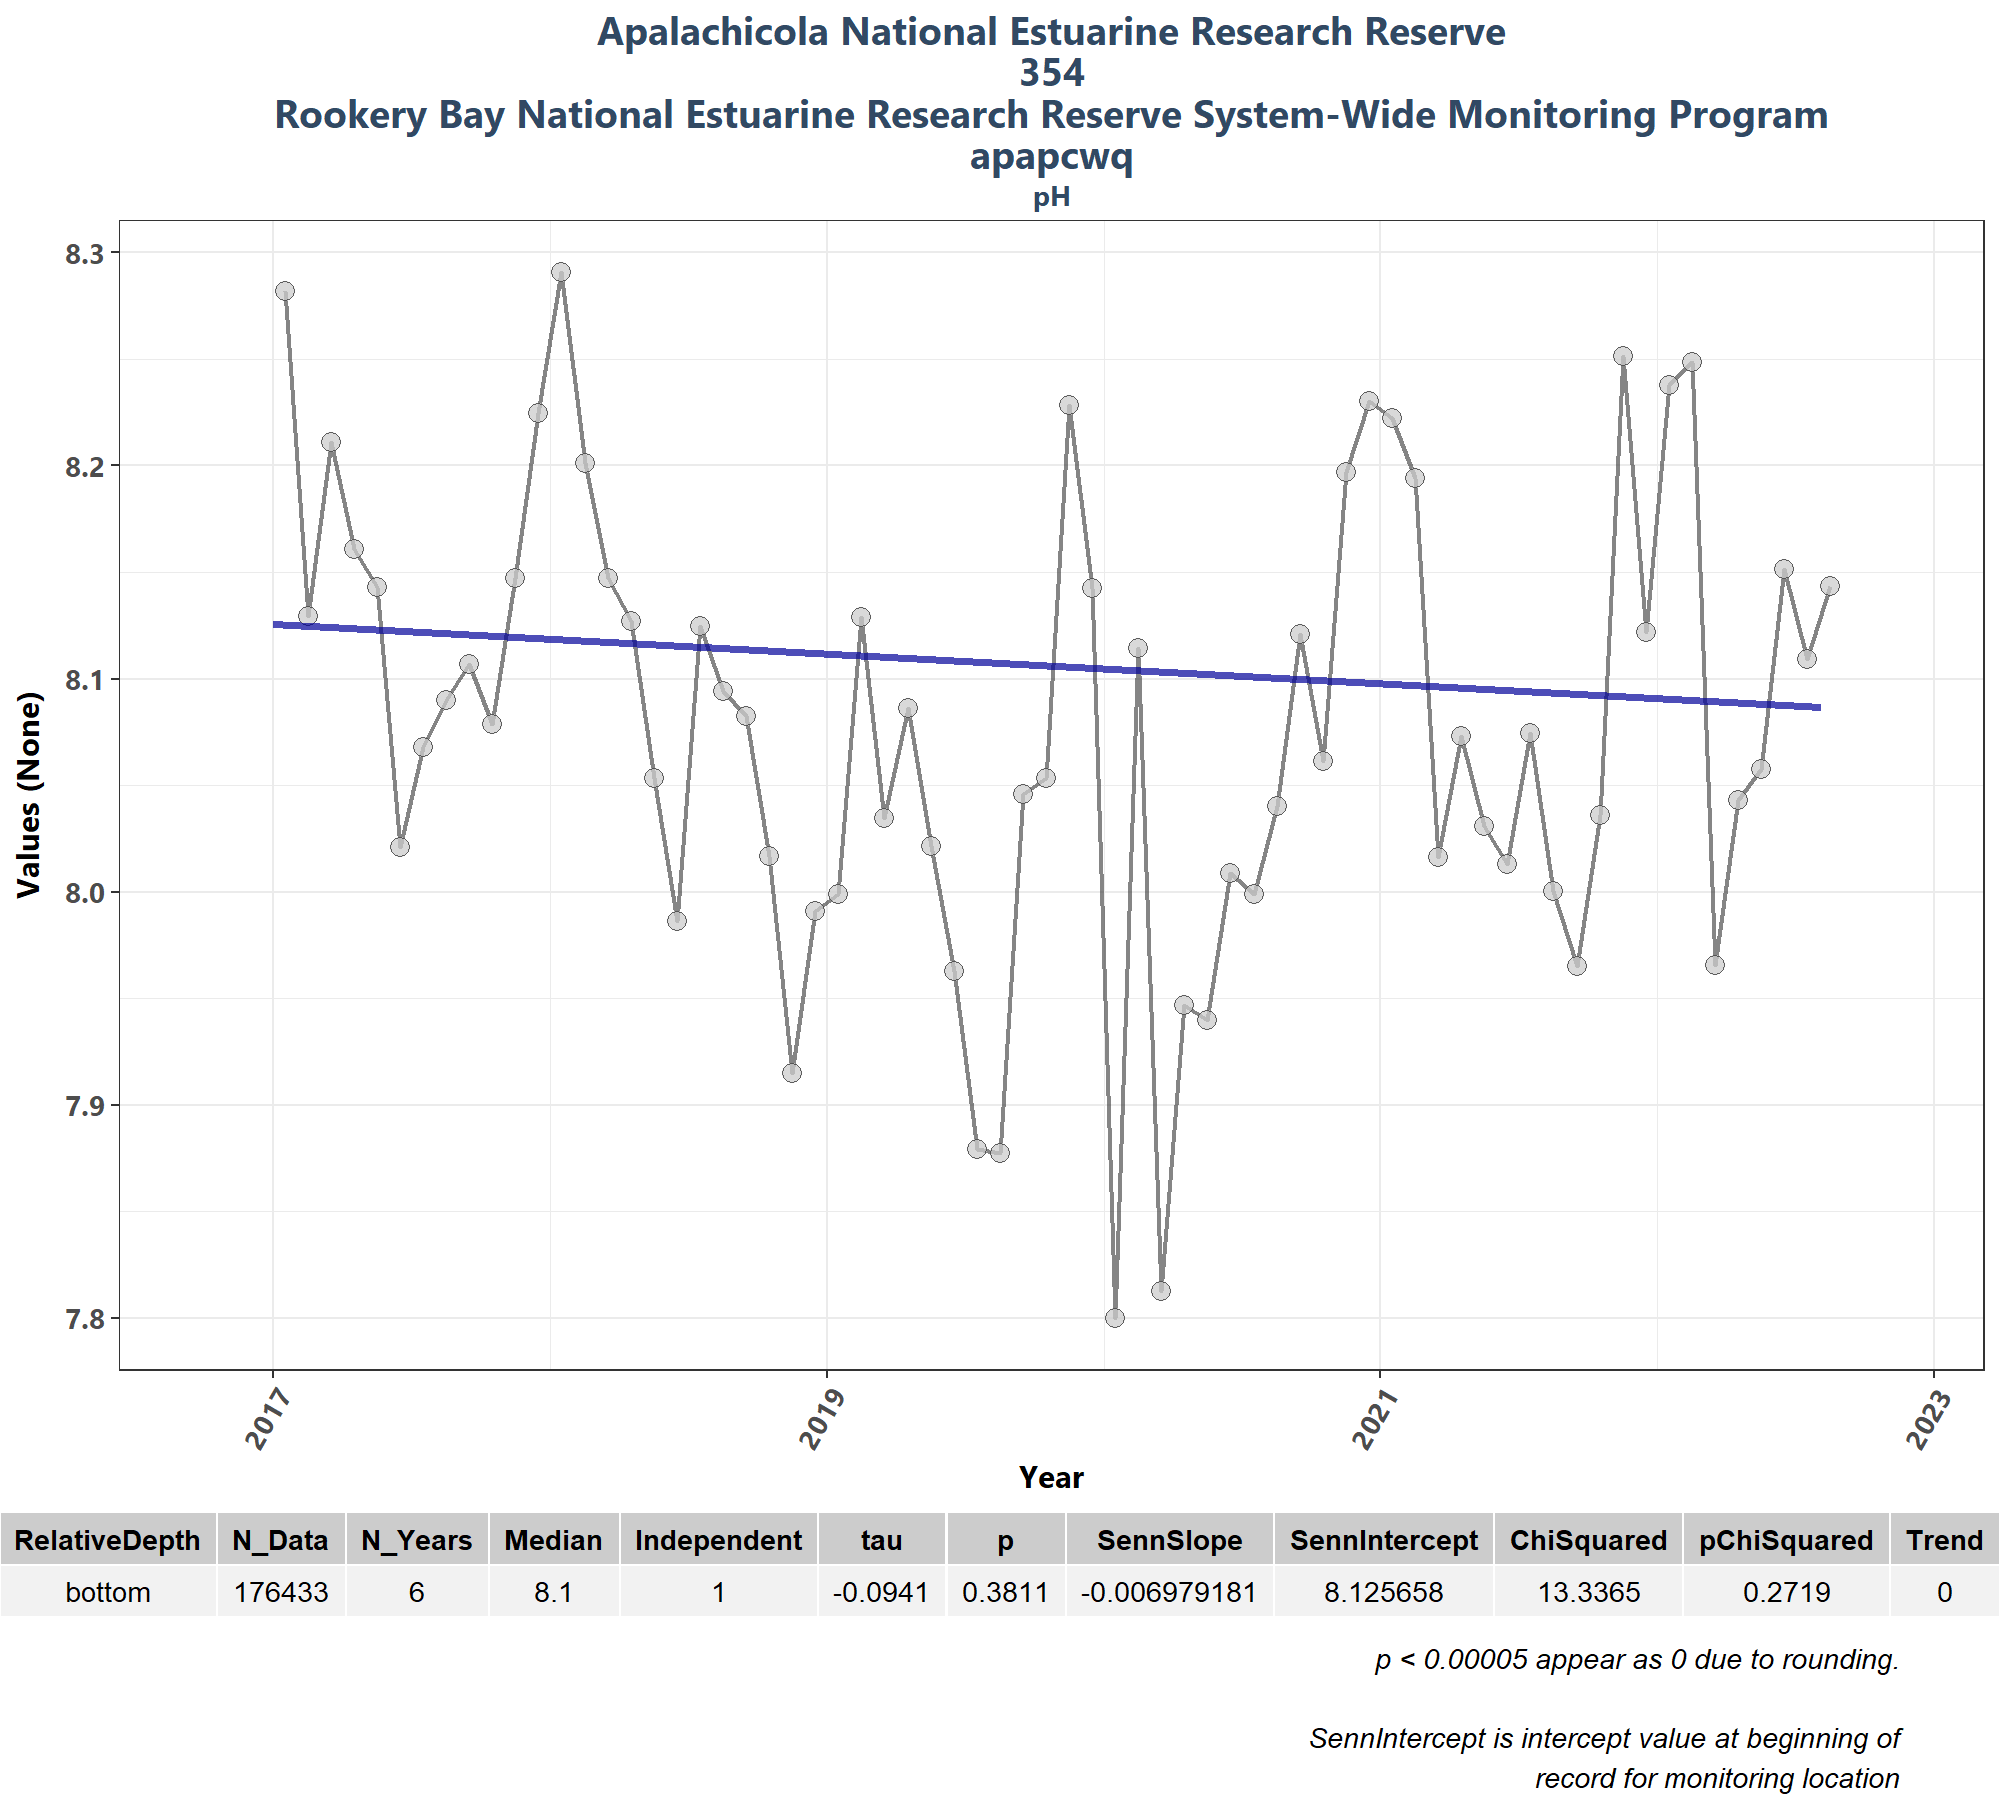 Apalachicola National Estuarine Research Reserve
354
Rookery Bay National Estuarine Research Reserve System-Wide Monitoring Program
apapcwq
pH
8.3
8.2
8.1
8.0
7.9
7.8
Values (None)
2017 2019 2021 2023
Year
RelativeDepth N_Data N_Years Median Independent tau p SennSlope SennIntercept ChiSquared pChiSquared Trend
bottom 176433 6 8.1 1 -0.0941 0.3811 -0.006979181 8.125658 13.3365 0.2719 0
p < 0.00005 appear as 0 due to rounding.
SennIntercept is intercept value at beginning of
record for monitoring location